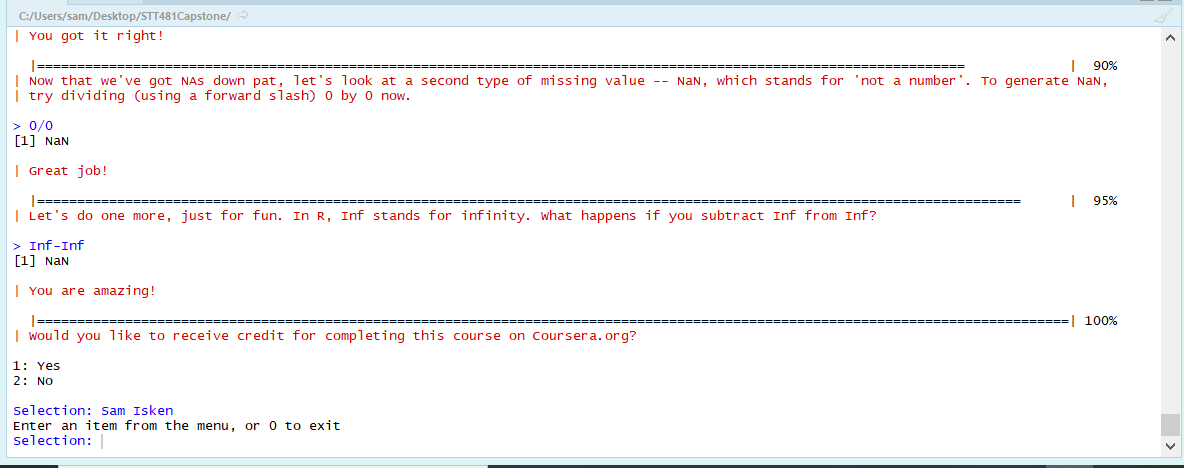 C:/Users/sam/Desktop/STT481Capstone/
| You got it right!
|==================================================================================================================== | 90%
| Now that we've got NAs down pat, let's look at a second type of missing value -- NaN, which stands for 'not a number'. To generate NaN,
| try dividing (using a forward slash) 0 by 0 now.
> 0/0
[1] NaN
| Great job!
|=========================================================================================================================== | 95%
| Let's do one more, just for fun. In R, Inf stands for infinity. What happens if you subtract Inf from Inf?
> Inf-Inf
[1] NaN
| You are amazing!
|=================================================================================================================================| 100%
| Would you like to receive credit for completing this course on Coursera.org?
1: Yes
2: No
Selection: Sam Isken
Enter an item from the menu, or 0 to exit
Selection: